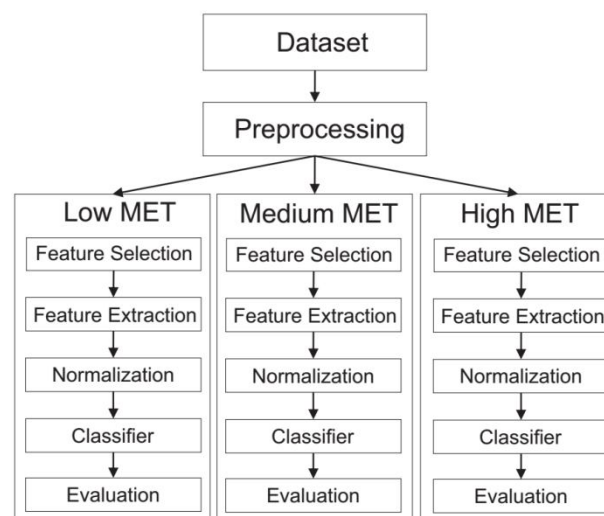 Dataset
Preprocessing
Low MET
Feature Selection
Feature Extraction
Normalization
Classifier
Evaluation
Medium MET
Feature Selection
Feature Extraction
Normalization
Classifier
Evaluation
High MET
Feature Selection
Feature Extraction
Normalization
Classifier
Evaluation